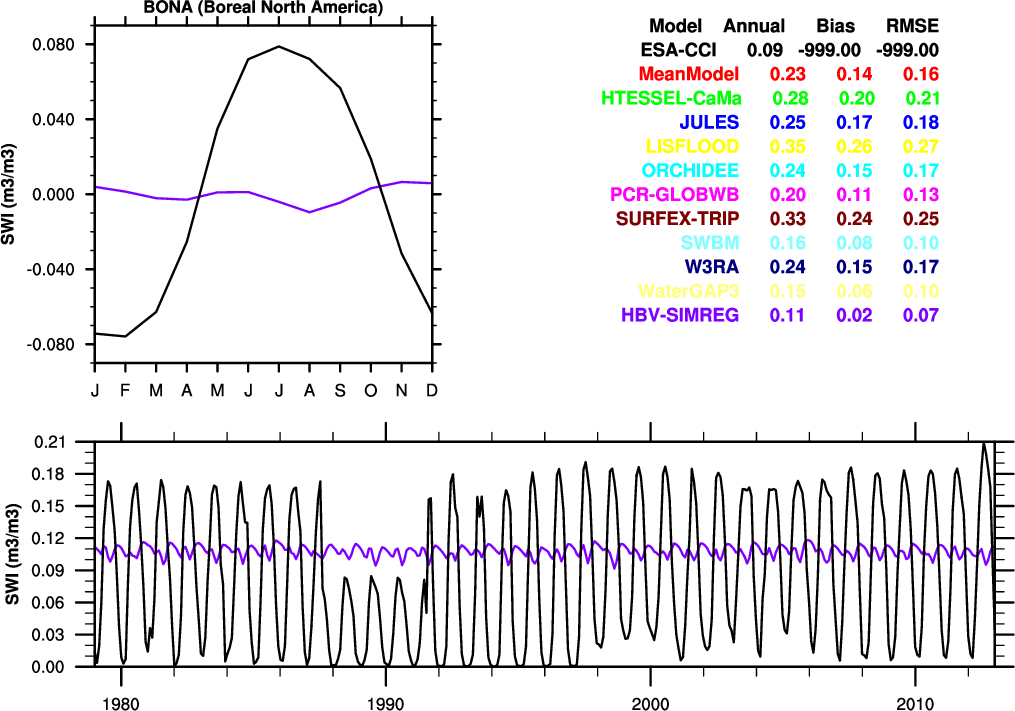 BONA (Boreal North America)
Model Annual Bias RMSE
ESA-CCI 0.09 -999.00 -999.00
MeanModel 0.23 0.14 0.16
HTESSEL-CaMa 0.28 0.20 0.21
JULES 0.25 0.17 0.18
LISFLOOD 0.35 0.26 0.27
ORCHIDEE 0.24 0.15 0.17
PCR-GLOBWB 0.20 0.11 0.13
SURFEX-TRIP 0.33 0.24 0.25
SWBM 0.16 0.08 0.10
W3RA 0.24 0.15 0.17
WaterGAP3 0.15 0.06 0.10
HBV-SIMREG 0.11 0.02 0.07
SWI (m3/m3)
0.080
0.040
0.000
-0.040
-0.080
J F M A M J J A S O N D
SWI (m3/m3)
0.21
0.18
0.15
0.12
0.09
0.06
0.03
0.00
1980 1990 2000 2010